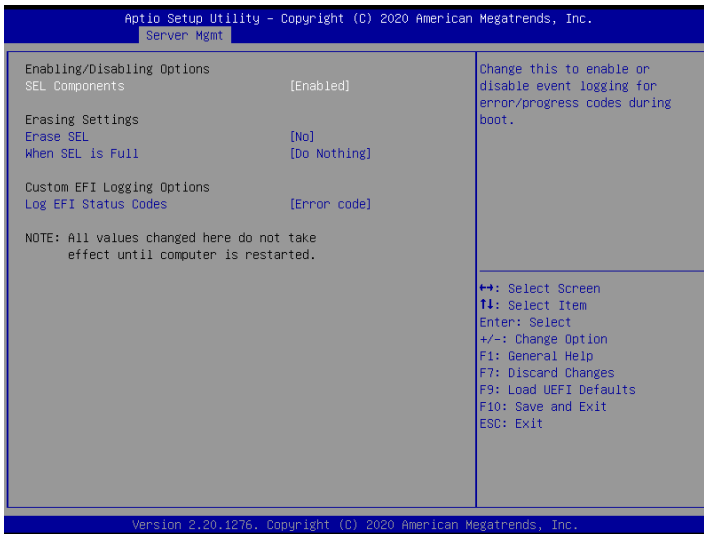 Aptio Setup Utility – Copyright (C) 2020 American Megatrends, Inc.
Server Mgmt
Enabling/Disabling Options
SEL Components [Enabled]
Erasing Settings
Erase SEL [No]
When SEL is Full [Do Nothing]
Custom EFI Logging Options
Log EFI Status Codes [Error code]
NOTE: All values changed here do not take
effect until computer is restarted.
Change this to enable or
disable event logging for
error/progress codes during
boot.
↔: Select Screen
↑↓: Select Item
Enter: Select
+/-: Change Option
F1: General Help
F7: Discard Changes
F9: Load UEFI Defaults
F10: Save and Exit
ESC: Exit
Version 2.20.1276. Copyright (C) 2020 American Megatrends, Inc.